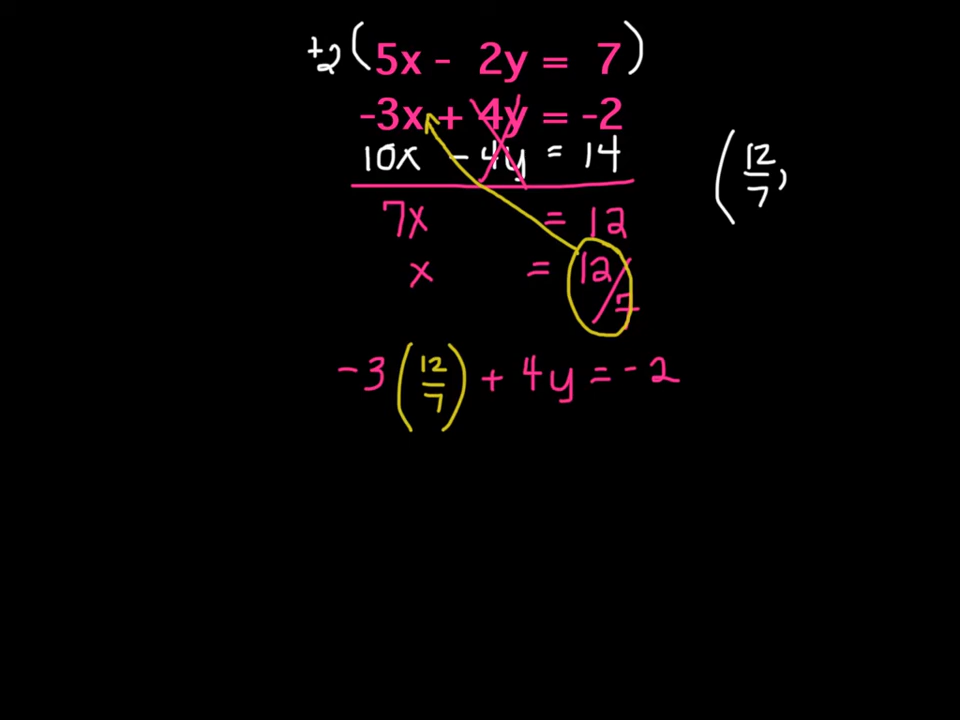 +2 ( 5x - 2y = 7 )
-3x + 4y = -2
10x - 4y = 14
( 12/7 ,
7x = 12
x = 12/7
-3 ( 12/7 ) + 4y = -2